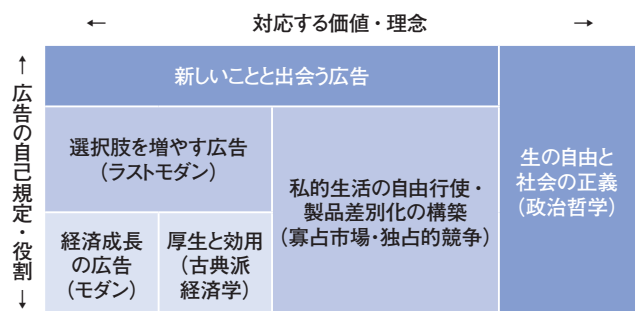 ← 対応する価値・理念 →
↑広告の自己規定・役割↓
新しいことと出会う広告
選択肢を増やす広告
(ラストモダン)
経済成長
の広告
(モダン)
厚生と効用
(古典派
経済学)
私的生活の自由行使・
製品差別化の構築
(寡占市場・独占的競争)
生の自由と
社会の正義
(政治哲学)